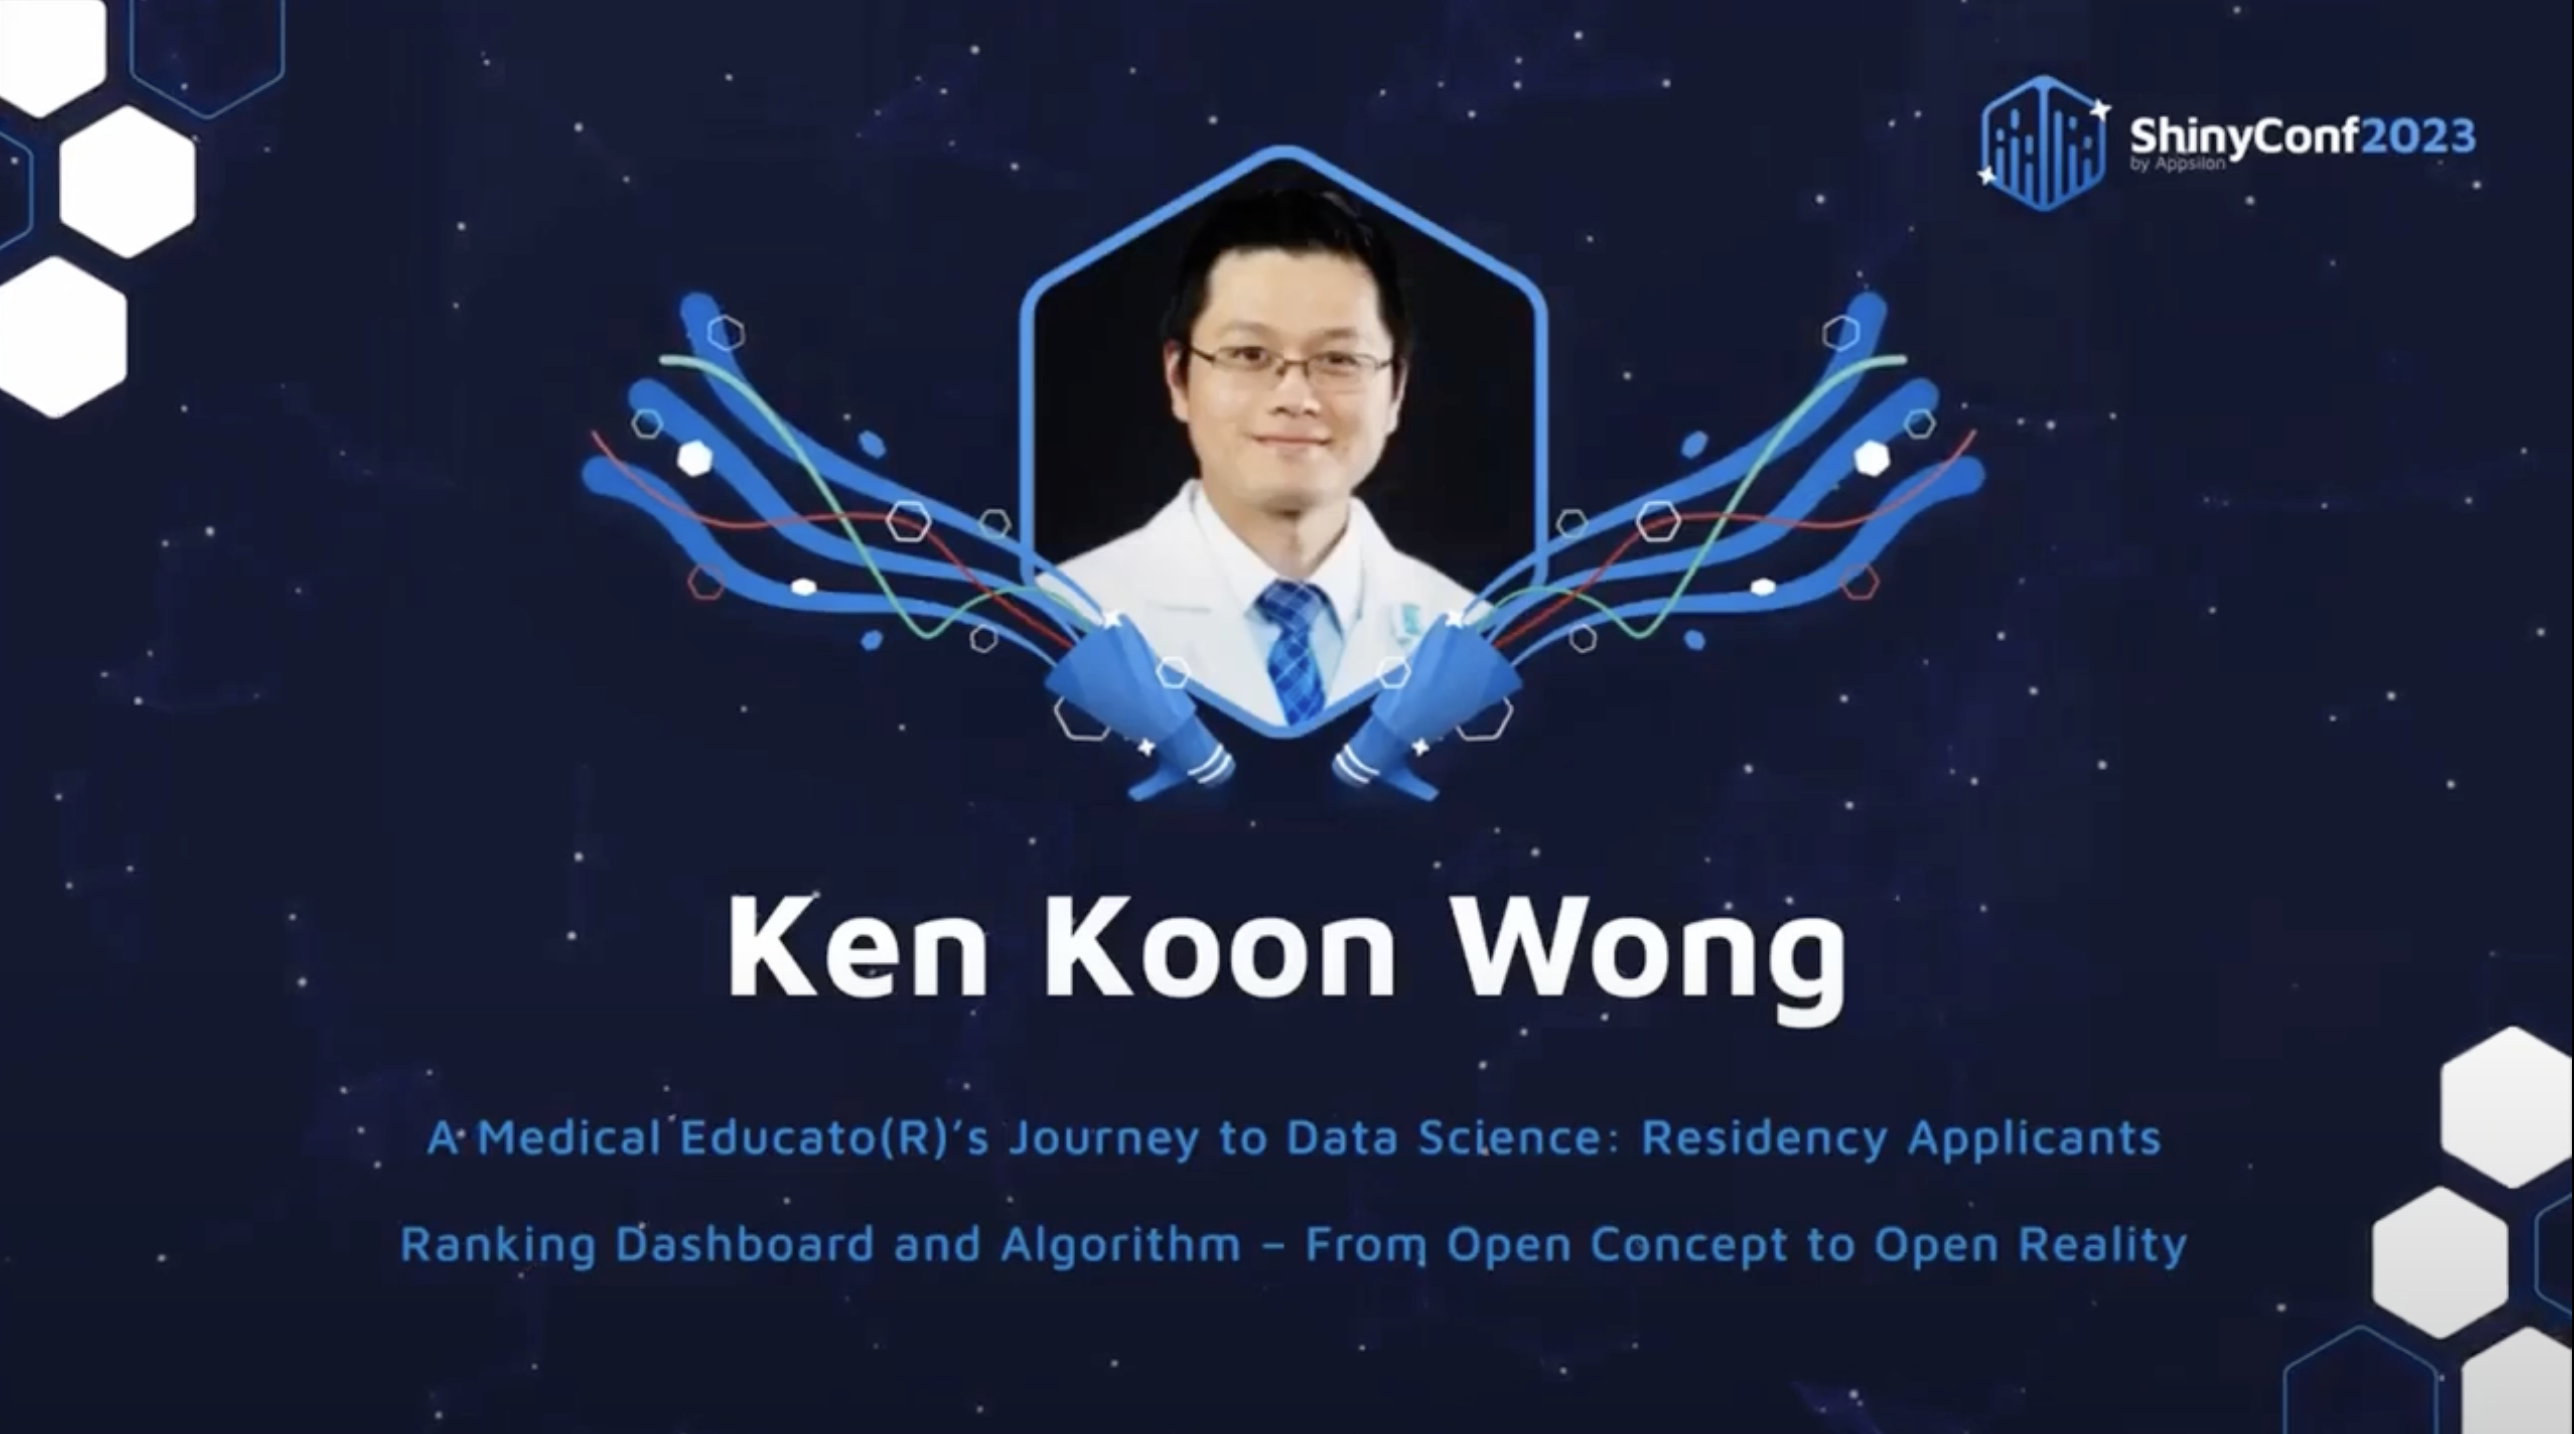 ShinyConf2023
by Appsilon
Ken Koon Wong
A Medical Educato(R)’s Journey to Data Science: Residency Applicants
Ranking Dashboard and Algorithm – From Open Concept to Open Reality